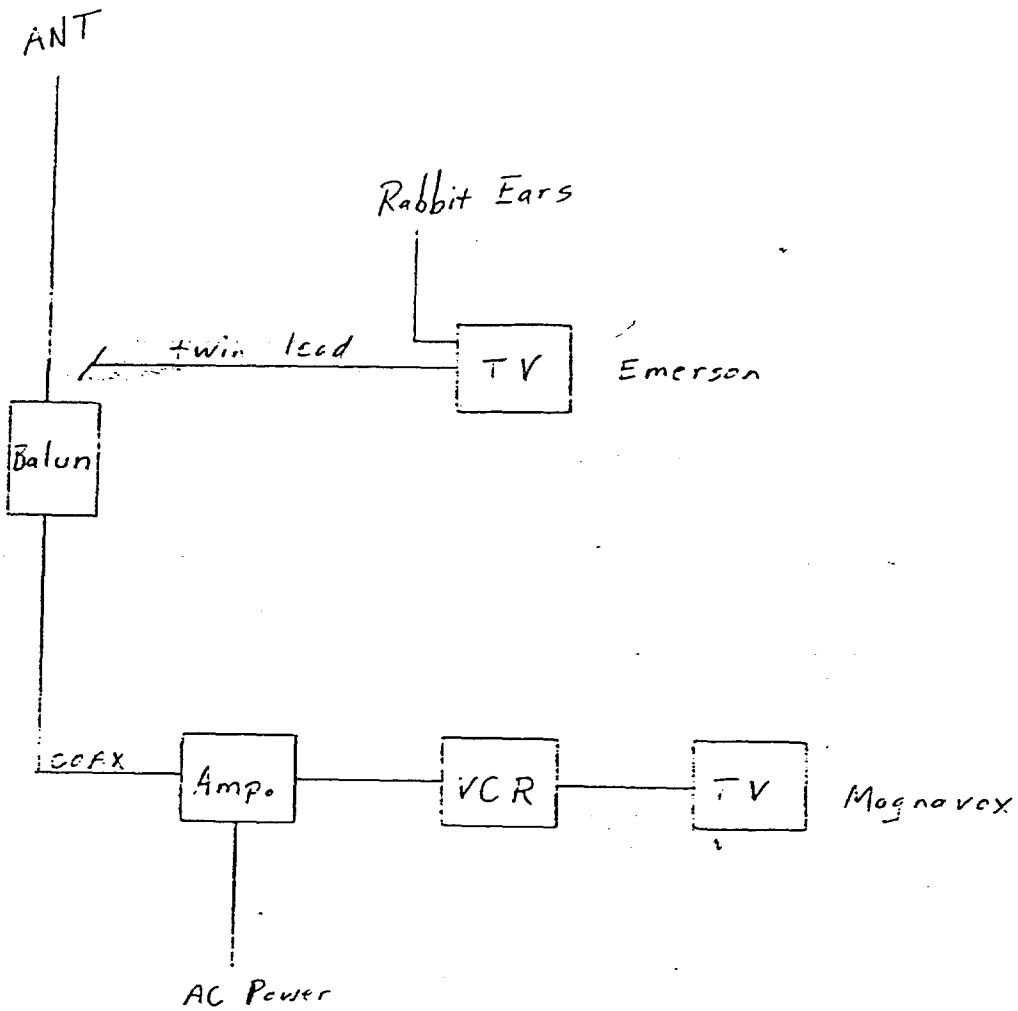 ANT
Rabbit Ears
twin lead
TV
Emerson
Balun
COAX
Amp.
VCR
TV
Magnavox
AC Power